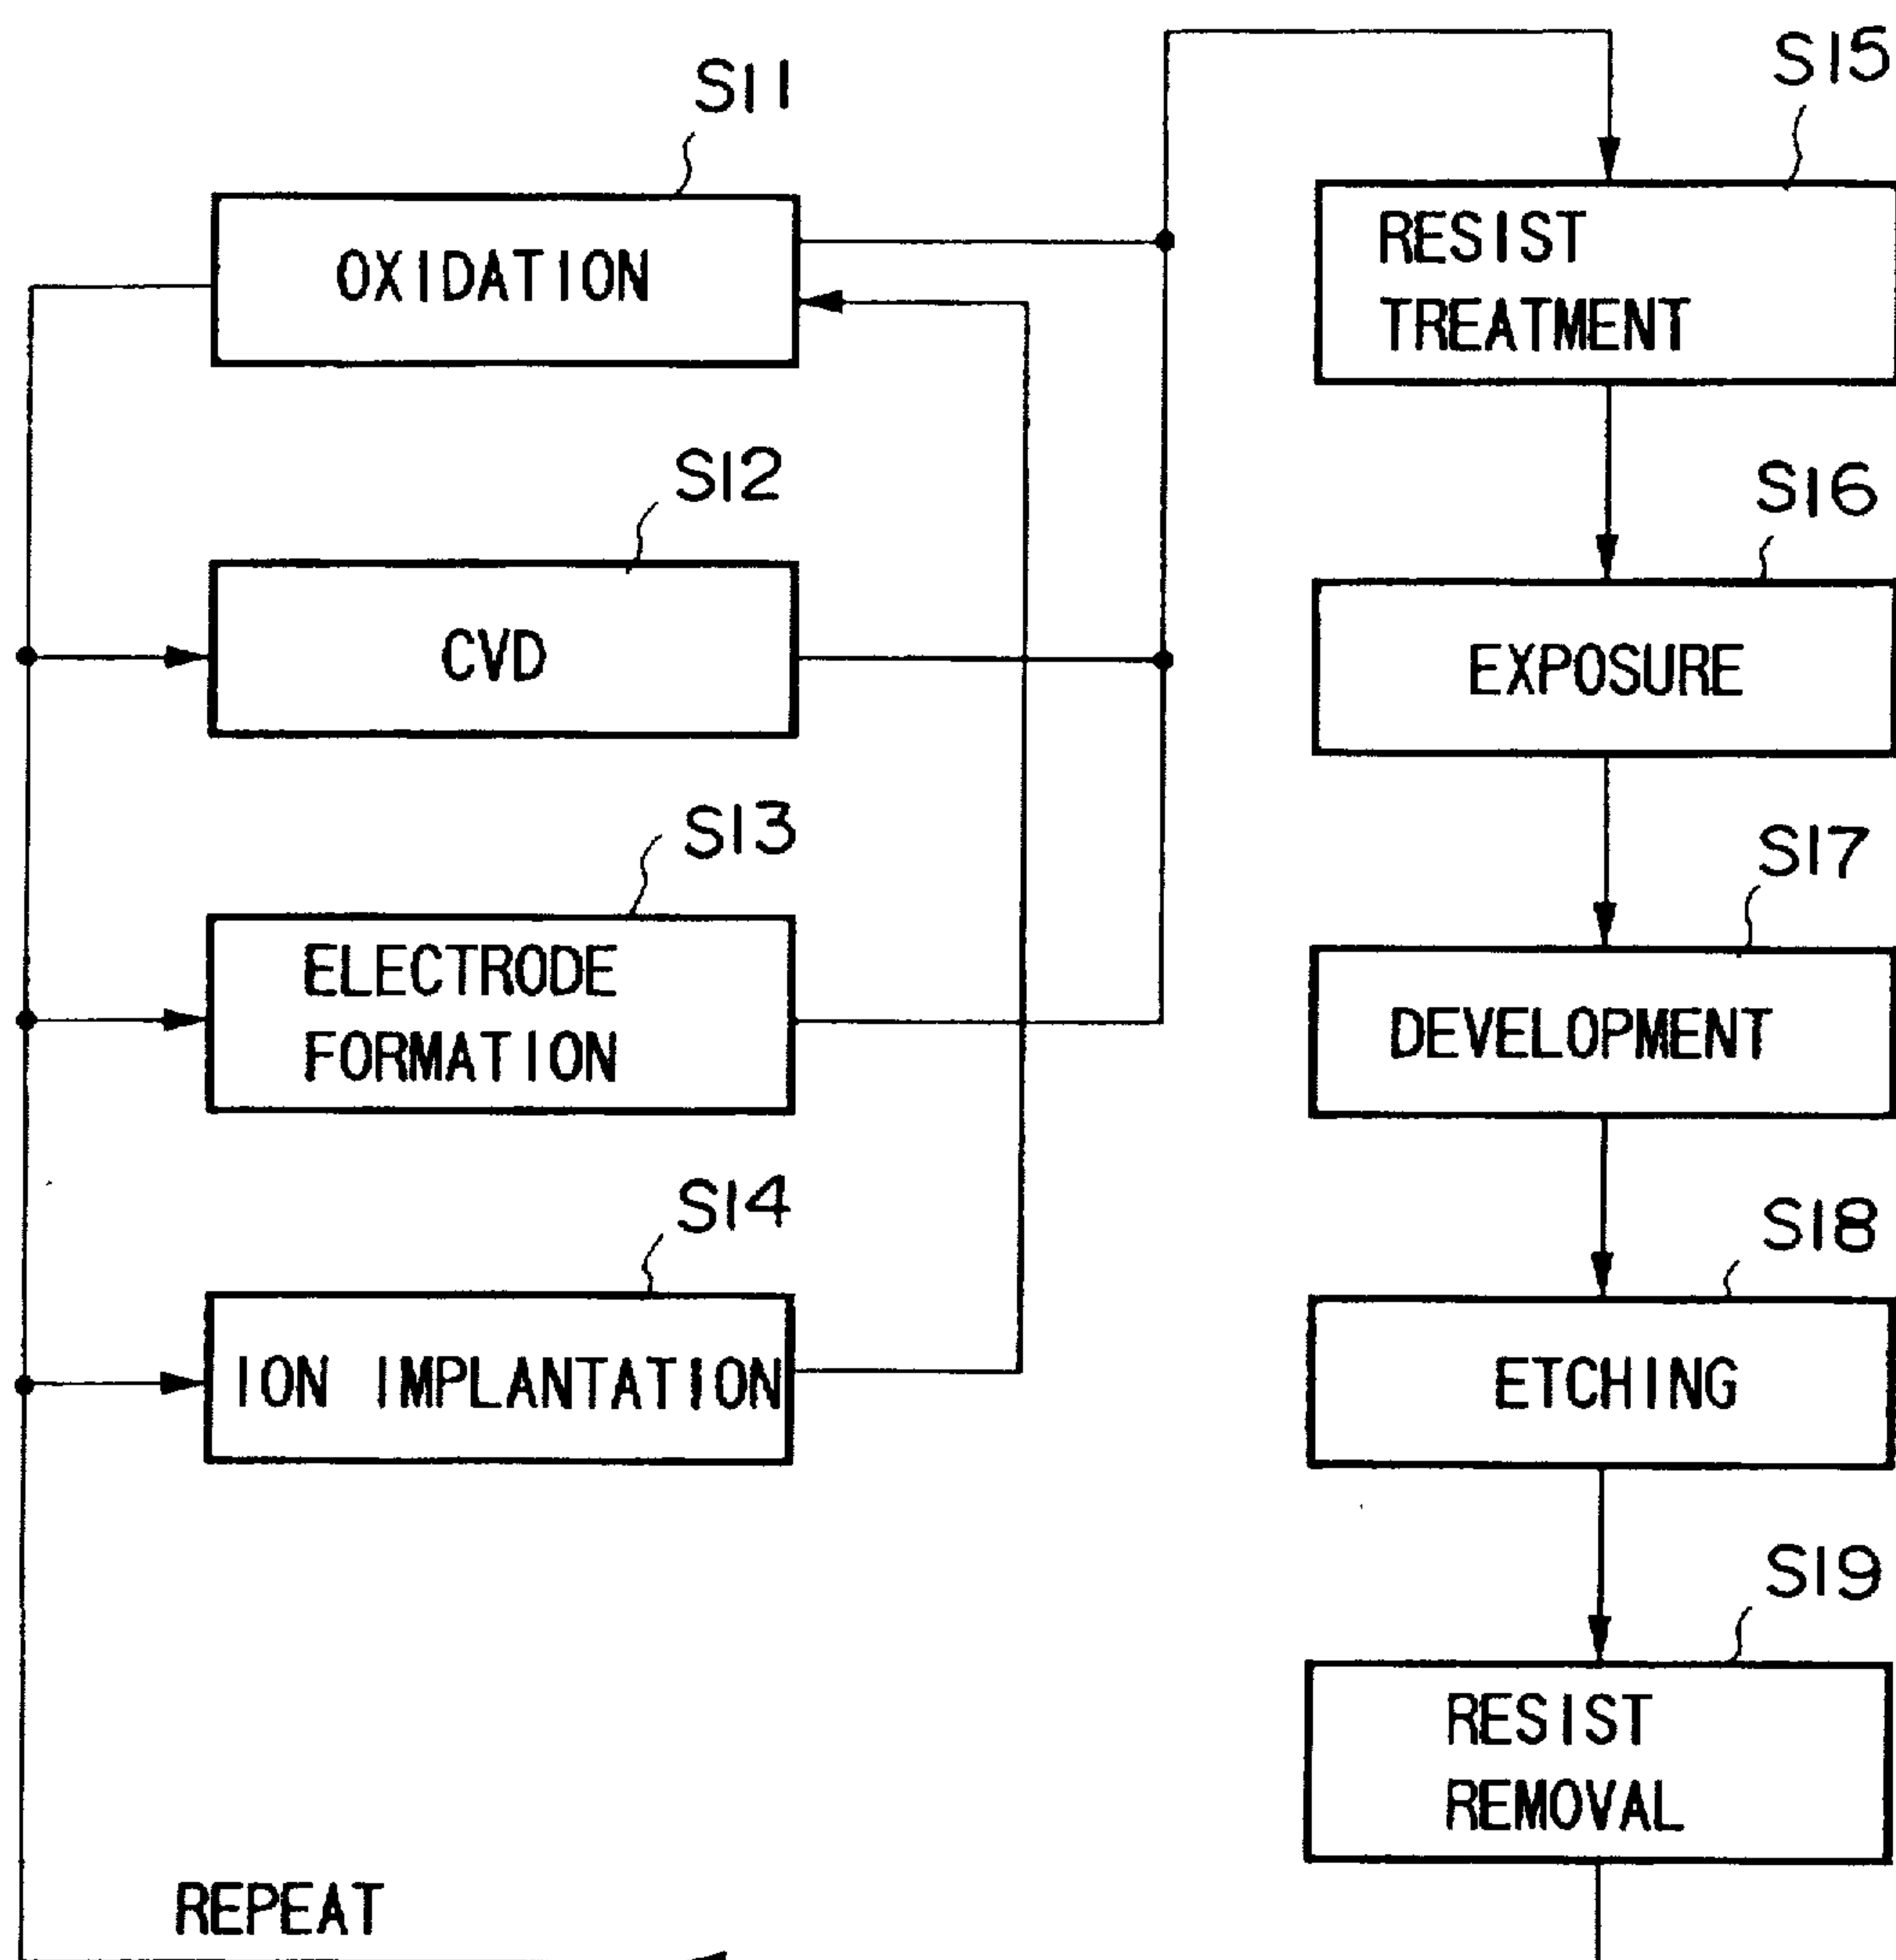 S11
OXIDATION
S12
CVD
S13
ELECTRODE
FORMATION
S14
ION IMPLANTATION
S15
RESIST
TREATMENT
S16
EXPOSURE
S17
DEVELOPMENT
S18
ETCHING
S19
RESIST
REMOVAL
REPEAT